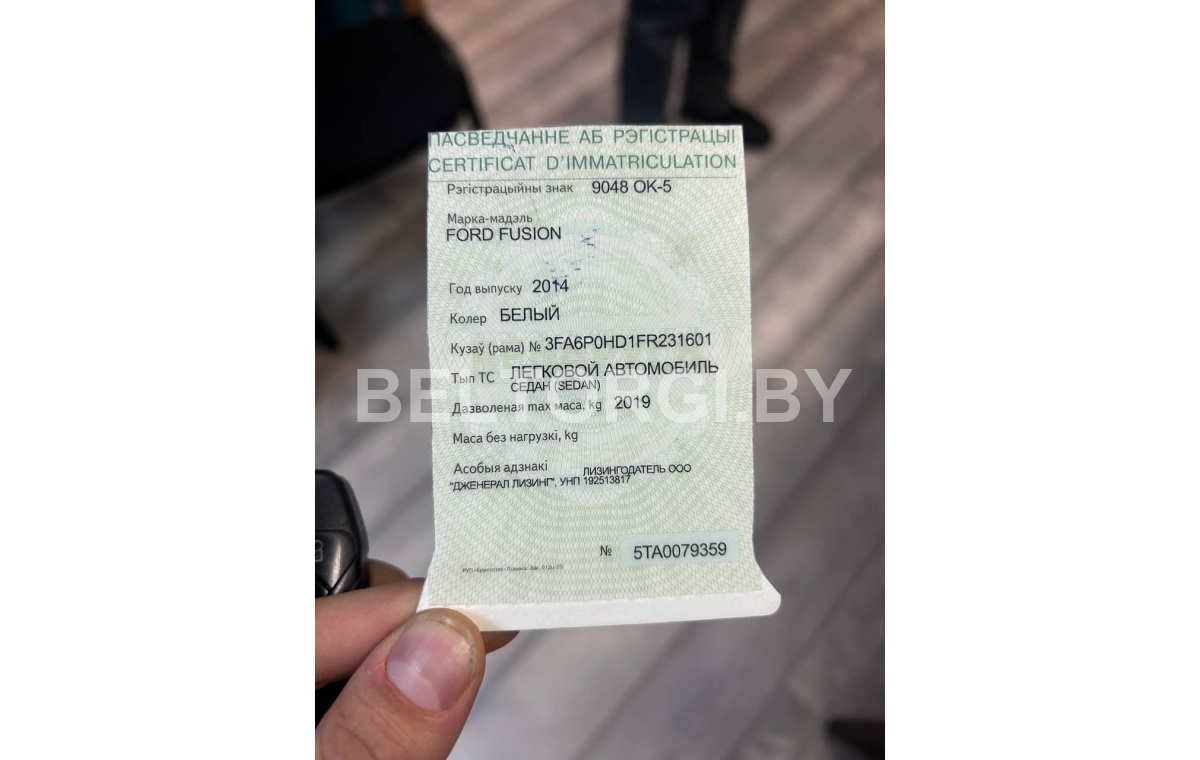 ПАСВЕДЧАННЕ АБ РЭГІСТРАЦЫІ
CERTIFICAT D'IMMATRICULATION
Рэгістрацыйны знак 9048 ОК-5
Марка-мадэль
FORD FUSION
Год выпуску 2014
Колер БЕЛЫЙ
Кузаў (рама) № 3FA6P0HD1FR231601
Тып ТС ЛЕГКОВОЙ АВТОМОБИЛЬ
СЕДАН (SEDAN)
BELTORGI.BY
Дазволеная max маса, kg 2019
Маса без нагрузкі, kg
Асобыя адзнакі ЛИЗИНГОДАТЕЛЬ ООО
"ДЖЕНЕРАЛ ЛИЗИНГ", УНП 192513817
№ 5TA0079359